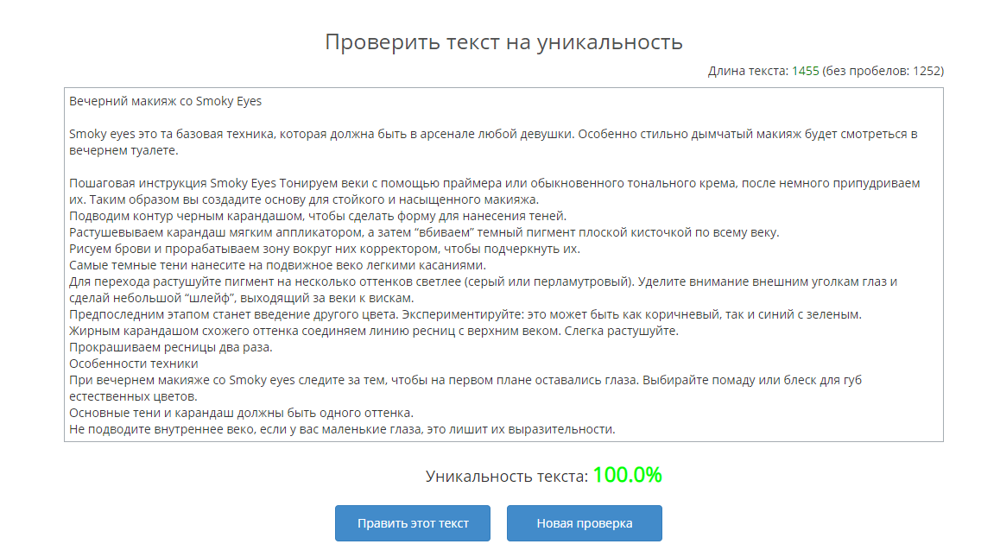 Проверить текст на уникальность
Длина текста: 1455 (без пробелов: 1252)
Вечерний макияж со Smoky Eyes
Smoky eyes это та базовая техника, которая должна быть в арсенале любой девушки. Особенно стильно дымчатый макияж будет смотреться в
вечернем туалете.
Пошаговая инструкция Smoky Eyes Тонируем веки с помощью праймера или обыкновенного тонального крема, после немного припудриваем
их. Таким образом вы создадите основу для стойкого и насыщенного макияжа.
Подводим контур черным карандашом, чтобы сделать форму для нанесения теней.
Растушевываем карандаш мягким аппликатором, а затем “вбиваем” темный пигмент плоской кисточкой по всему веку.
Рисуем брови и прорабатываем зону вокруг них корректором, чтобы подчеркнуть их.
Самые темные тени нанесите на подвижное веко легкими касаниями.
Для перехода растушуйте пигмент на несколько оттенков светлее (серый или перламутровый). Уделите внимание внешним уголкам глаз и
сделай небольшой “шлейф”, выходящий за веки к вискам.
Предпоследним этапом станет введение другого цвета. Экспериментируйте: это может быть как коричневый, так и синий с зеленым.
Жирным карандашом схожего оттенка соединяем линию ресниц с верхним веком. Слегка растушуйте.
Прокрашиваем ресницы два раза.
Особенности техники
При вечернем макияже со Smoky eyes следите за тем, чтобы на первом плане оставались глаза. Выбирайте помаду или блеск для губ
естественных цветов.
Основные тени и карандаш должны быть одного оттенка.
Не подводите внутреннее веко, если у вас маленькие глаза, это лишит их выразительности.
Уникальность текста: 100.0%
Править этот текст
Новая проверка